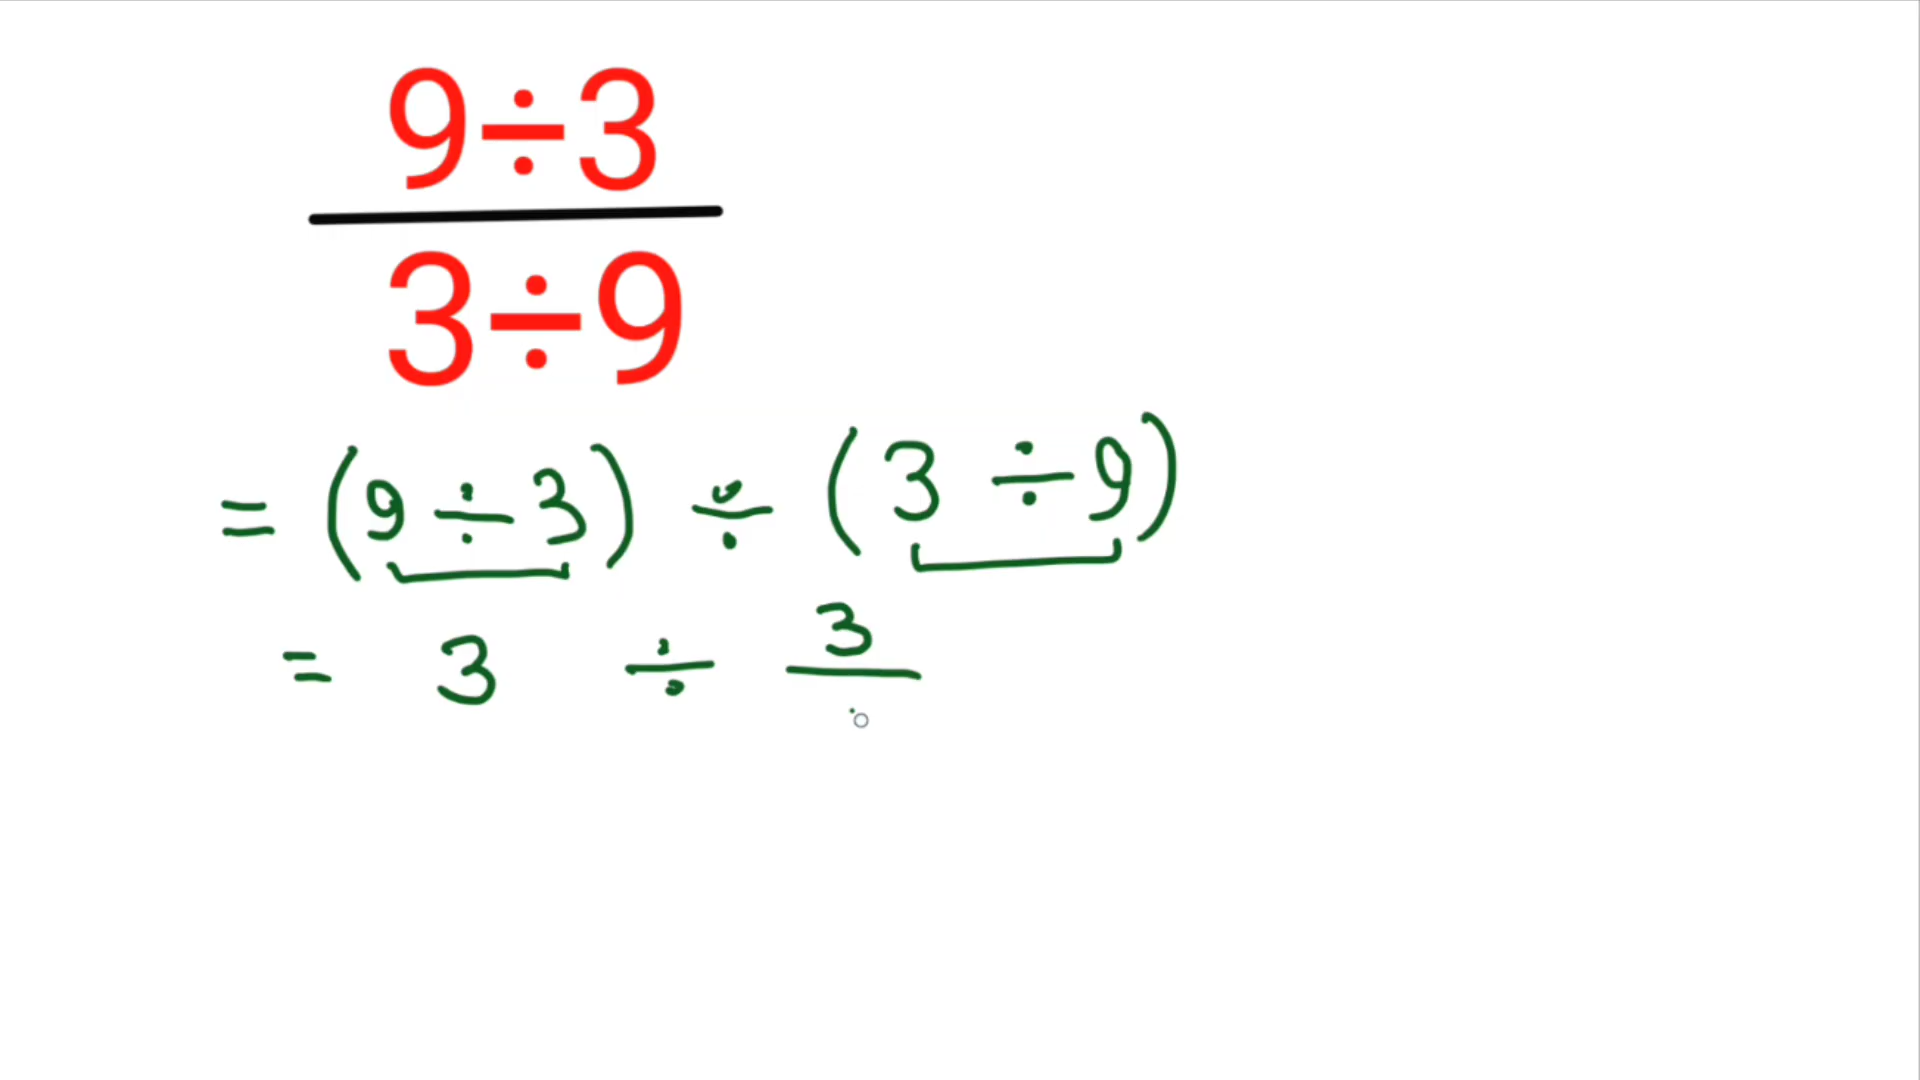 9÷3
3÷9
= (9 ÷ 3) ÷ (3 ÷ 9)
= 3 ÷ 3/